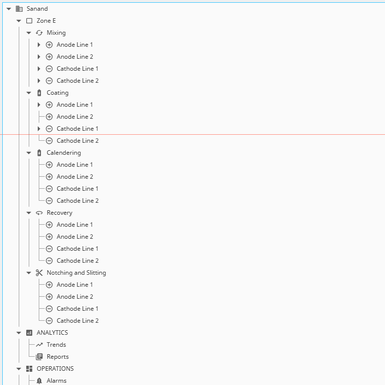 Sanand
Zone E
Mixing
Anode Line 1
Anode Line 2
Cathode Line 1
Cathode Line 2
Coating
Anode Line 1
Anode Line 2
Cathode Line 1
Cathode Line 2
Calendering
Anode Line 1
Anode Line 2
Cathode Line 1
Cathode Line 2
Recovery
Anode Line 1
Anode Line 2
Cathode Line 1
Cathode Line 2
Notching and Slitting
Anode Line 1
Anode Line 2
Cathode Line 1
Cathode Line 2
ANALYTICS
Trends
Reports
OPERATIONS
Alarms